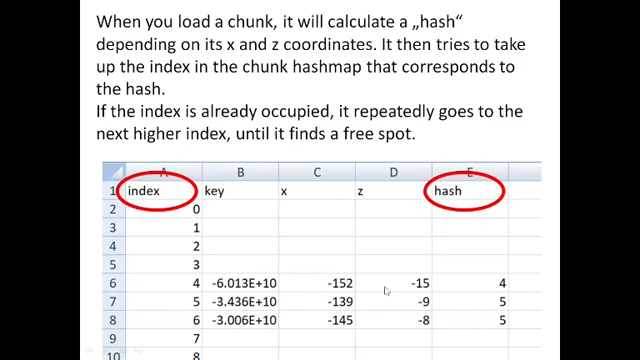 When you load a chunk, it will calculate a „hash“
depending on its x and z coordinates. It then tries to take
up the index in the chunk hashmap that corresponds to
the hash.
If the index is already occupied, it repeatedly goes to the
next higher index, until it finds a free spot.
A B C D E
1 index key x z hash
2 0
3 1
4 2
5 3
6 4 -6.013E+10 -152 -15 4
7 5 -3.436E+10 -139 -9 5
8 6 -3.006E+10 -145 -8 5
9 7
10 8